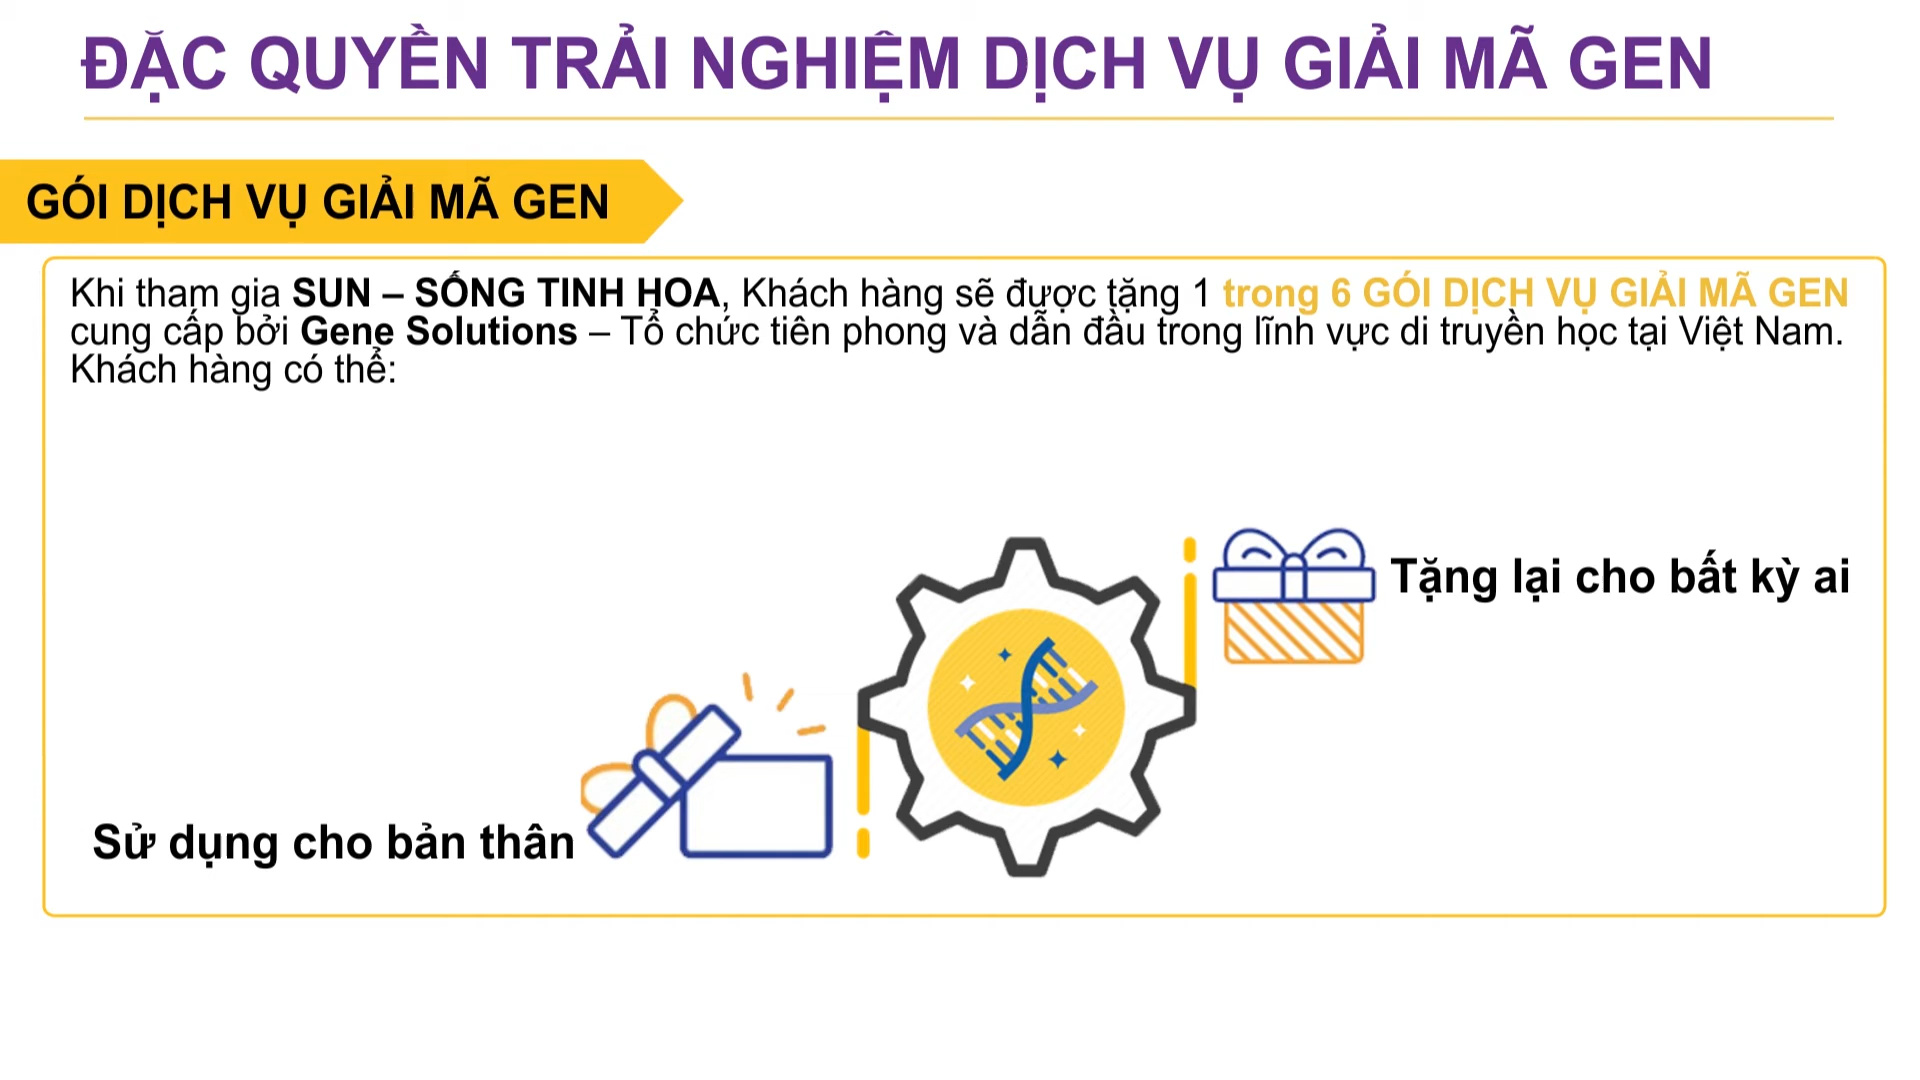 ĐẶC QUYỀN TRẢI NGHIỆM DỊCH VỤ GIẢI MÃ GEN
GÓI DỊCH VỤ GIẢI MÃ GEN
Khi tham gia SUN – SỐNG TINH HOA, Khách hàng sẽ được tặng 1 trong 6 GÓI DỊCH VỤ GIẢI MÃ GEN
cung cấp bởi Gene Solutions – Tổ chức tiên phong và dẫn đầu trong lĩnh vực di truyền học tại Việt Nam.
Khách hàng có thể:
Tặng lại cho bất kỳ ai
Sử dụng cho bản thân